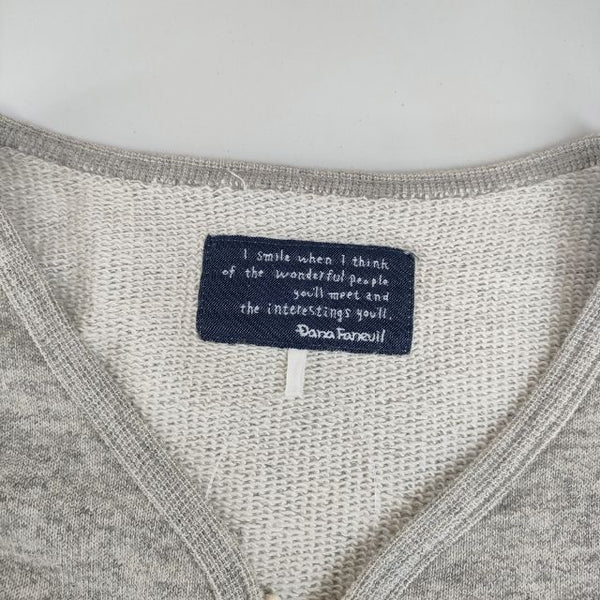 I smile when I think
of the wonderful people
you'll meet and
the interestings you'll.
Dana Faneuil